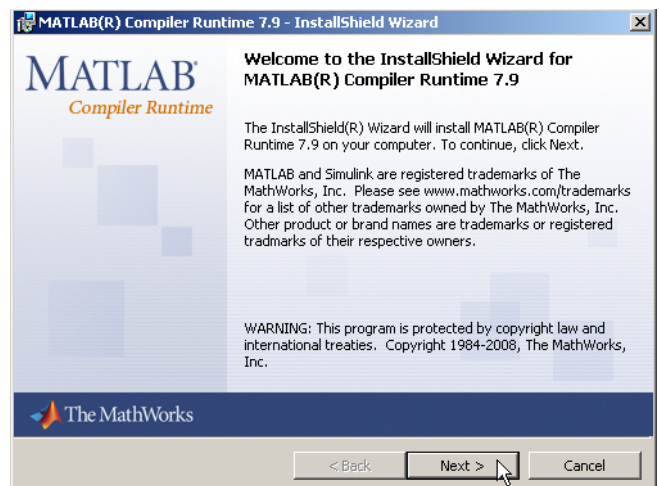 MATLAB(R) Compiler Runtime 7.9 - InstallShield Wizard
MATLAB®
Compiler Runtime
Welcome to the InstallShield Wizard for
MATLAB(R) Compiler Runtime 7.9
The InstallShield(R) Wizard will install MATLAB(R) Compiler
Runtime 7.9 on your computer. To continue, click Next.
MATLAB and Simulink are registered trademarks of The
MathWorks, Inc. Please see www.mathworks.com/trademarks
for a list of other trademarks owned by The MathWorks, Inc.
Other product or brand names are trademarks or registered
tradmarks of their respective owners.
WARNING: This program is protected by copyright law and
international treaties. Copyright 1984-2008, The MathWorks,
Inc.
The MathWorks
< Back
Next >
Cancel